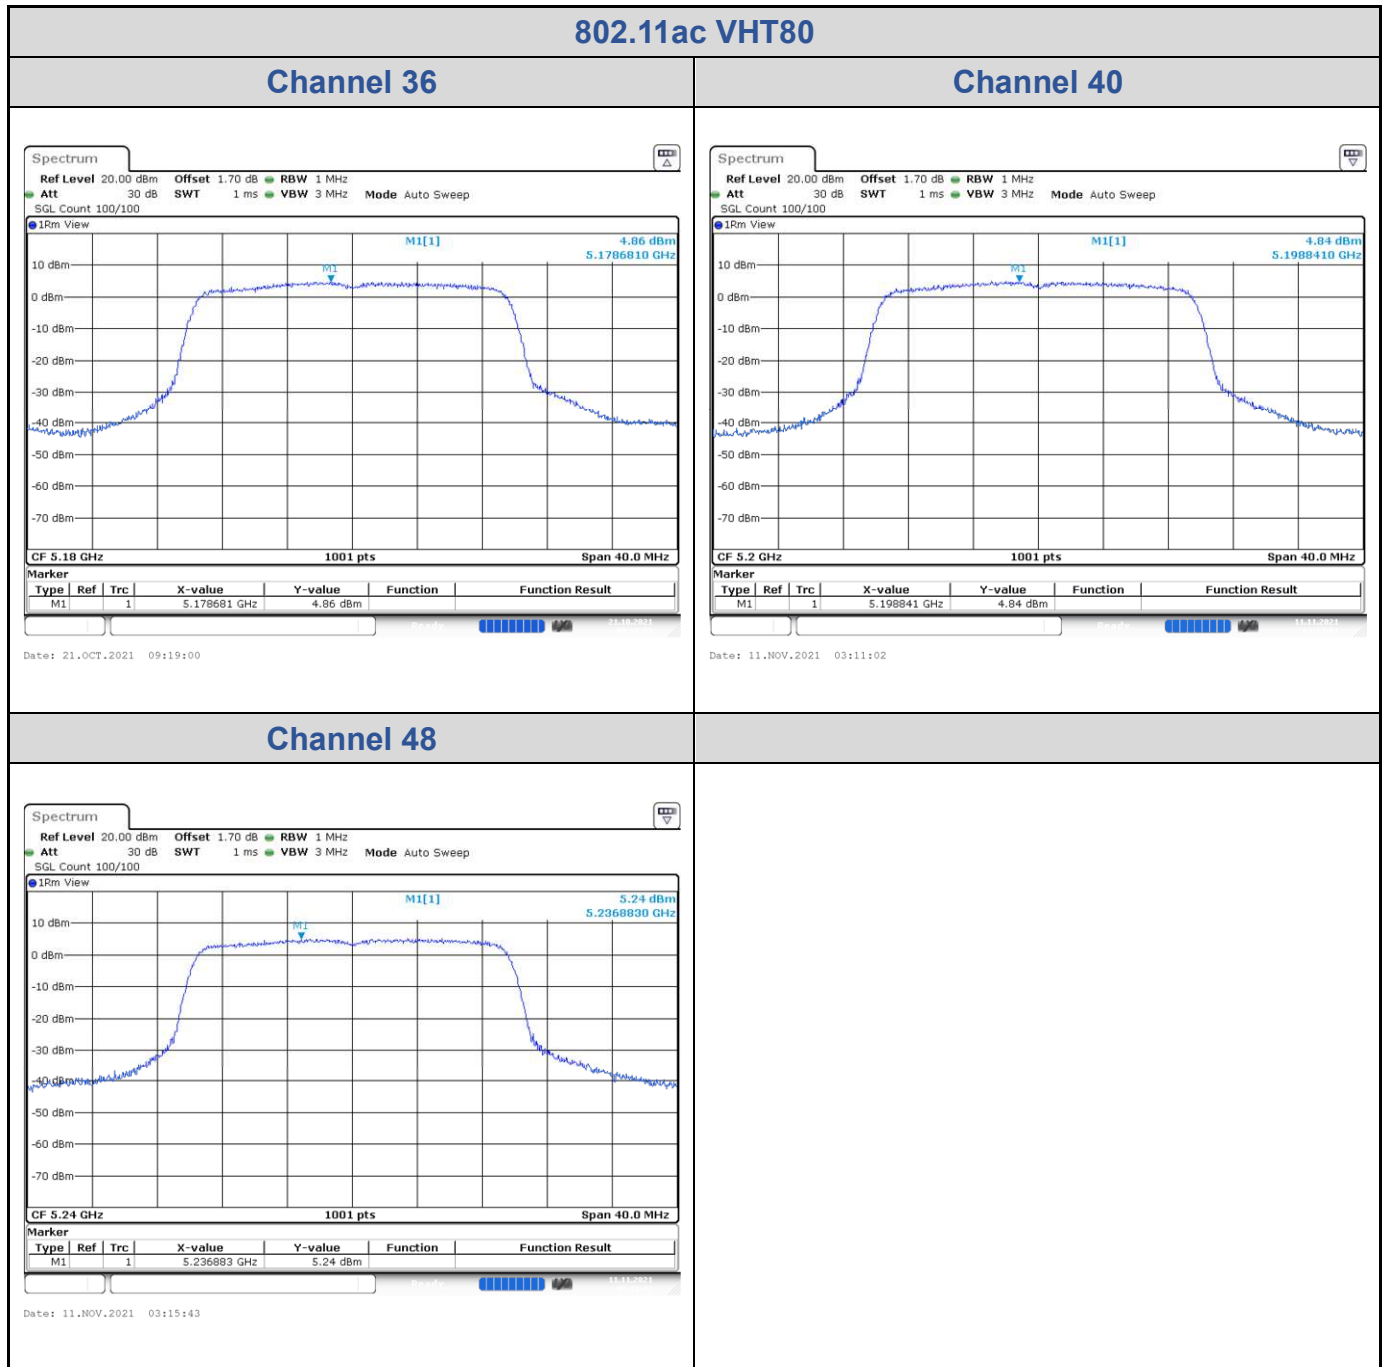 802.11ac VHT80
Channel 36
Channel 40
Spectrum
Ref Level 20.00 dBm Offset 1.70 dB RBW 1 MHz
Att 30 dB SWT 1 ms VBW 3 MHz Mode Auto Sweep
SGL Count 100/100
1Rm View
M1[1] 4.86 dBm
5.1786810 GHz
M1
10 dBm
0 dBm
-10 dBm
-20 dBm
-30 dBm
-40 dBm
-50 dBm
-60 dBm
-70 dBm
CF 5.18 GHz 1001 pts Span 40.0 MHz
Marker
Type Ref Trc X-value Y-value Function Function Result
M1 1 5.178681 GHz 4.86 dBm
Ready 21.10.2021
Date: 21.OCT.2021 09:19:00
Spectrum
Ref Level 20.00 dBm Offset 1.70 dB RBW 1 MHz
Att 30 dB SWT 1 ms VBW 3 MHz Mode Auto Sweep
SGL Count 100/100
1Rm View
M1[1] 4.84 dBm
5.1988410 GHz
M1
10 dBm
0 dBm
-10 dBm
-20 dBm
-30 dBm
-40 dBm
-50 dBm
-60 dBm
-70 dBm
CF 5.2 GHz 1001 pts Span 40.0 MHz
Marker
Type Ref Trc X-value Y-value Function Function Result
M1 1 5.198841 GHz 4.84 dBm
Ready 11.11.2021
Date: 11.NOV.2021 03:11:02
Channel 48
Spectrum
Ref Level 20.00 dBm Offset 1.70 dB RBW 1 MHz
Att 30 dB SWT 1 ms VBW 3 MHz Mode Auto Sweep
SGL Count 100/100
1Rm View
M1[1] 5.24 dBm
5.2368830 GHz
M1
10 dBm
0 dBm
-10 dBm
-20 dBm
-30 dBm
-40 dBm
-50 dBm
-60 dBm
-70 dBm
CF 5.24 GHz 1001 pts Span 40.0 MHz
Marker
Type Ref Trc X-value Y-value Function Function Result
M1 1 5.236883 GHz 5.24 dBm
Ready 11.11.2021
Date: 11.NOV.2021 03:15:43